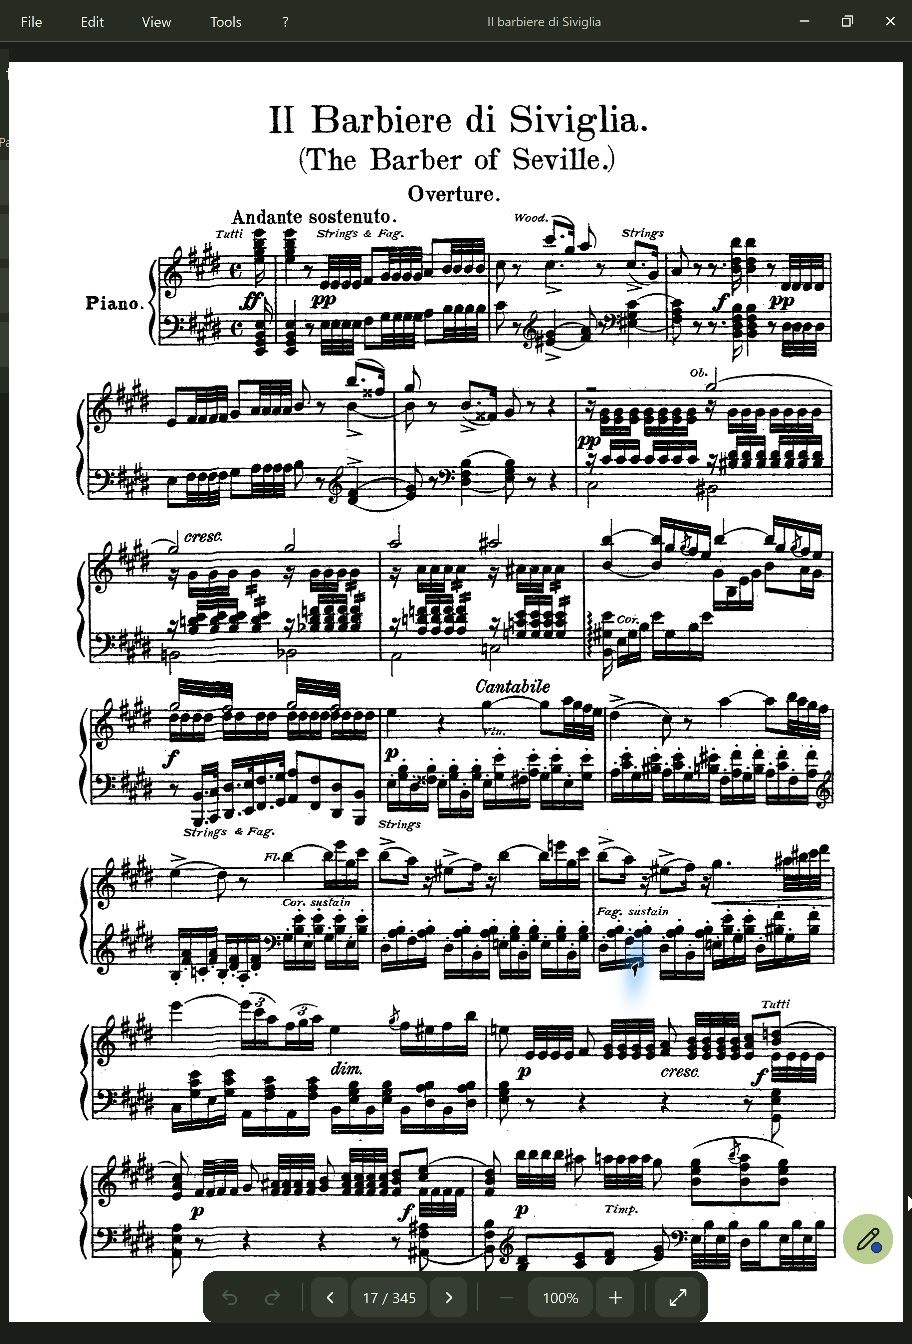 File Edit View Tools ? Il barbiere di Siviglia
Il Barbiere di Siviglia.
(The Barber of Seville.)
Overture.
Andante sostenuto.
Tutti Strings & Fag. Wood. Strings
Piano.
ff pp f pp
Ob.
pp
cresc.
Cor.
Cantabile
Vln.
f p
Strings & Fag. Strings
Fl.
Cor. sustain Fag. sustain
3 3 Tutti
dim. p cresc. f
p f p Timp.
17 / 345 100%